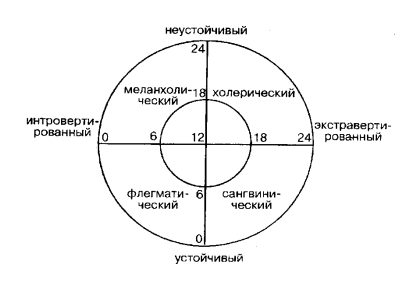 неустойчивый
24
меланхоли-
ческий
18
холерический
интроверти-
рованный
0
6
12
18
24
экстраверти-
рованный
флегмати-
ческий
6
сангвини-
ческий
0
устойчивый